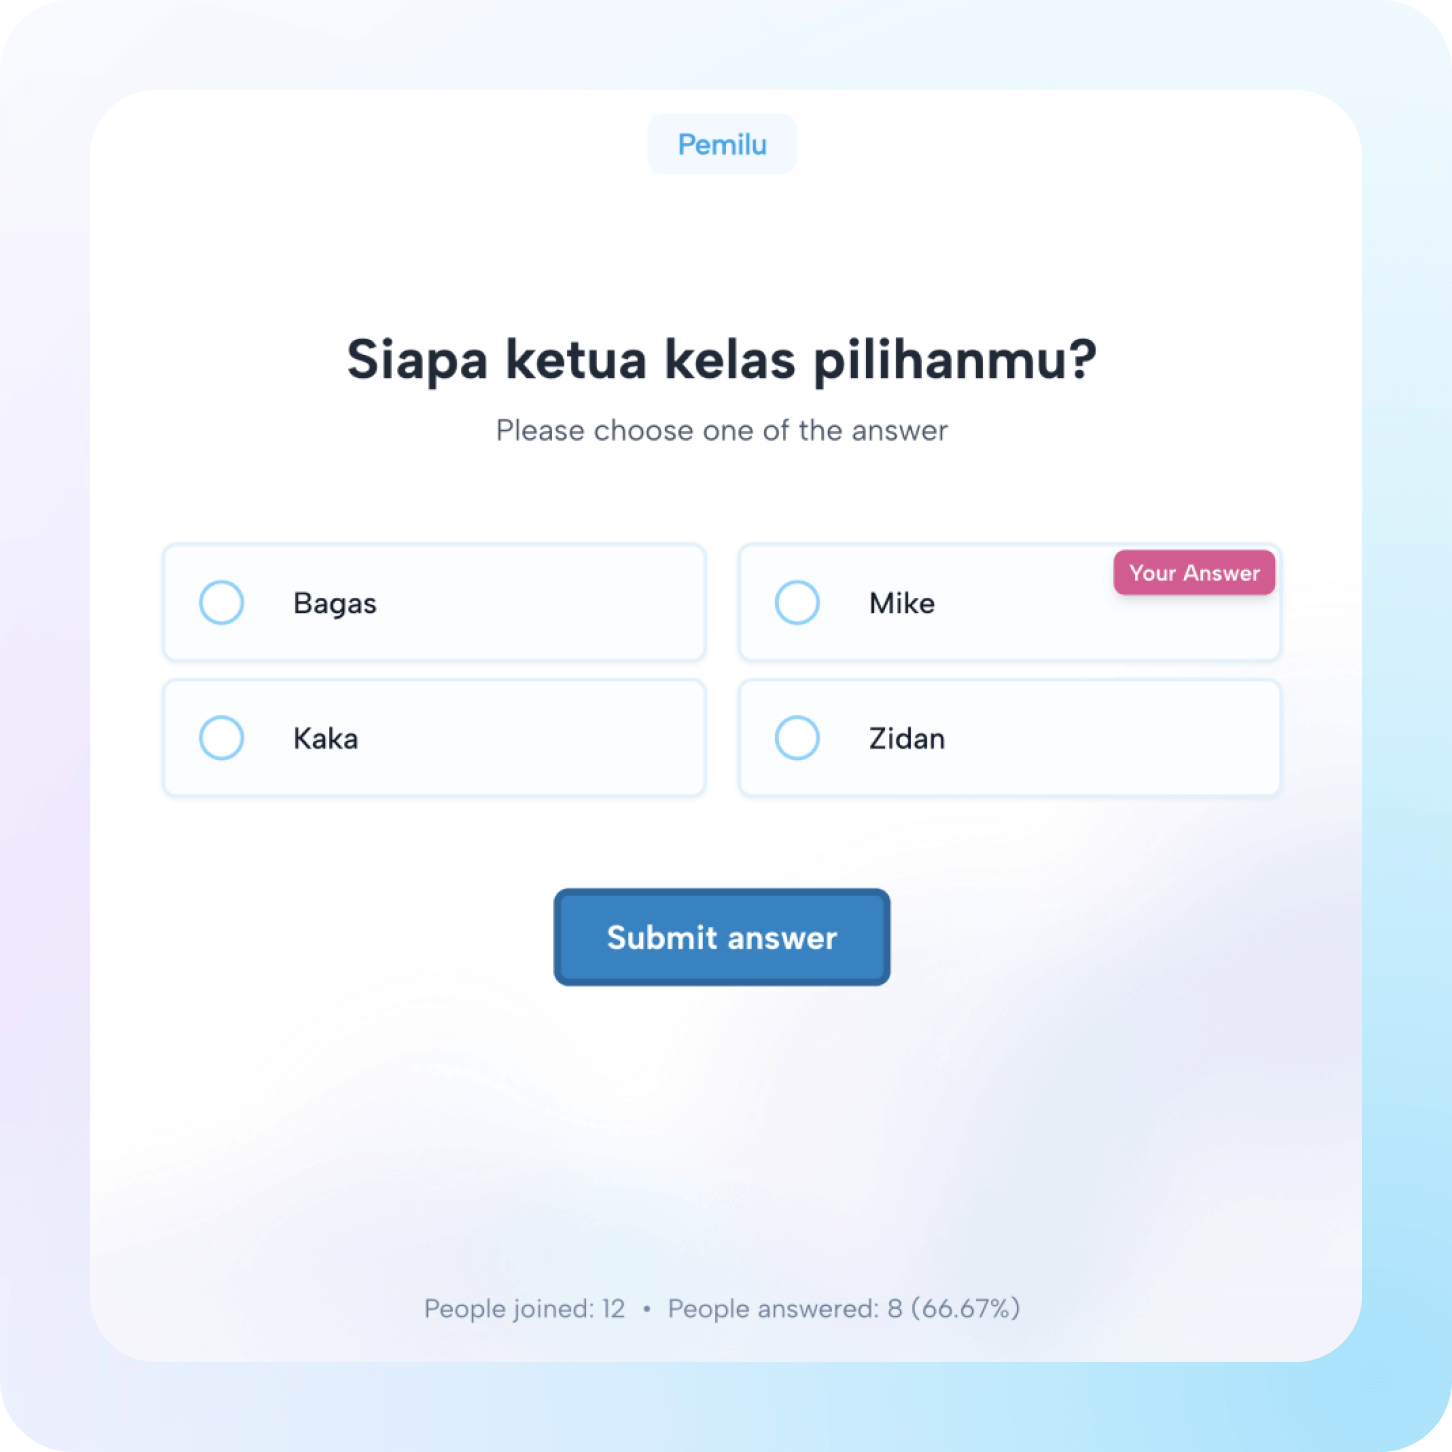 Pemilu
Siapa ketua kelas pilihanmu?
Please choose one of the answer
Bagas
Mike
Your Answer
Kaka
Zidan
Submit answer
People joined: 12 • People answered: 8 (66.67%)